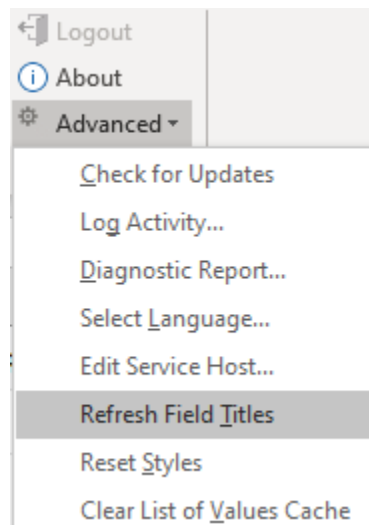 Logout
About
Advanced
Check for Updates
Log Activity...
Diagnostic Report...
Select Language...
Edit Service Host...
Refresh Field Titles
Reset Styles
Clear List of Values Cache